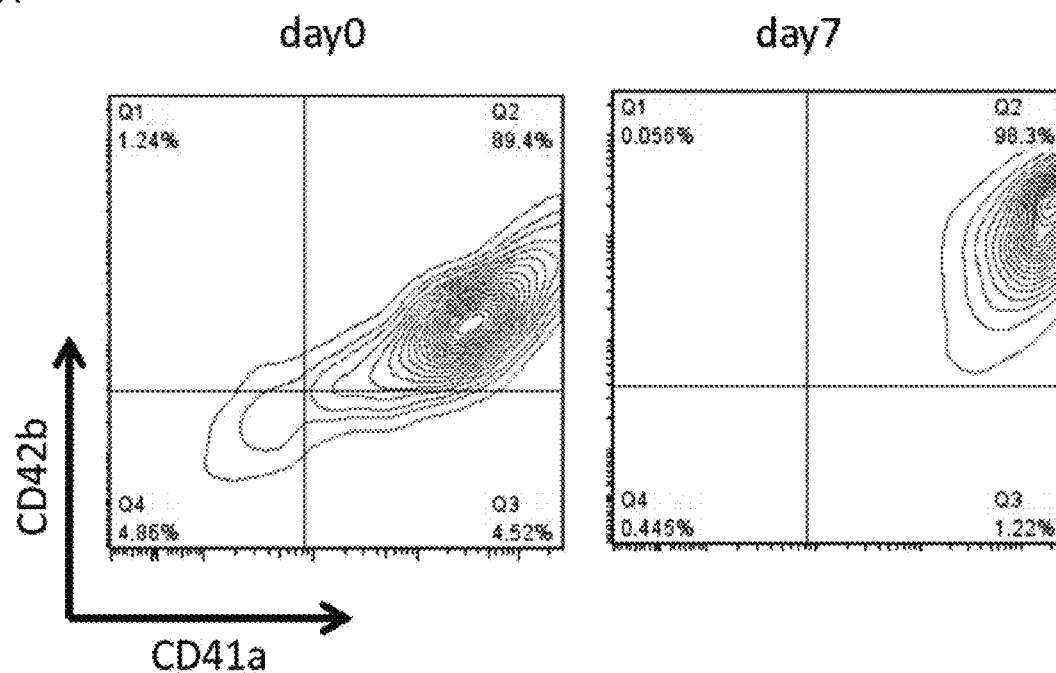 day0
day7
Q1
1.24%
Q2
89.4%
Q1
0.056%
Q2
98.3%
CD42b
Q4
4.86%
Q3
4.52%
Q4
0.445%
Q3
1.22%
CD41a